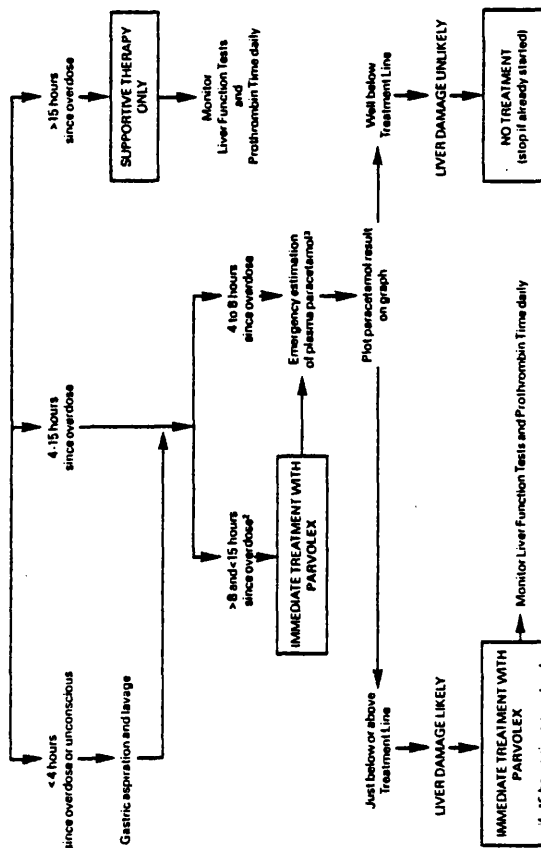 <4 hours
since overdose or unconscious
4-15 hours
since overdose
>15 hours
since overdose
Gastric aspiration and lavage
SUPPORTIVE THERAPY
ONLY
Monitor
Liver Function Tests
and
Prothrombin Time daily
>8 and<15 hours
since overdose²
4 to 8 hours
since overdose
IMMEDIATE TREATMENT WITH
PARVOLEX
Emergency estimation
of plasma paracetamol³
Plot paracetamol result
on graph
Just below or above
Treatment Line
Well below
Treatment Line
LIVER DAMAGE LIKELY
LIVER DAMAGE UNLIKELY
IMMEDIATE TREATMENT WITH
PARVOLEX
Monitor Liver Function Tests and Prothrombin Time daily
NO TREATMENT
(stop if already started)